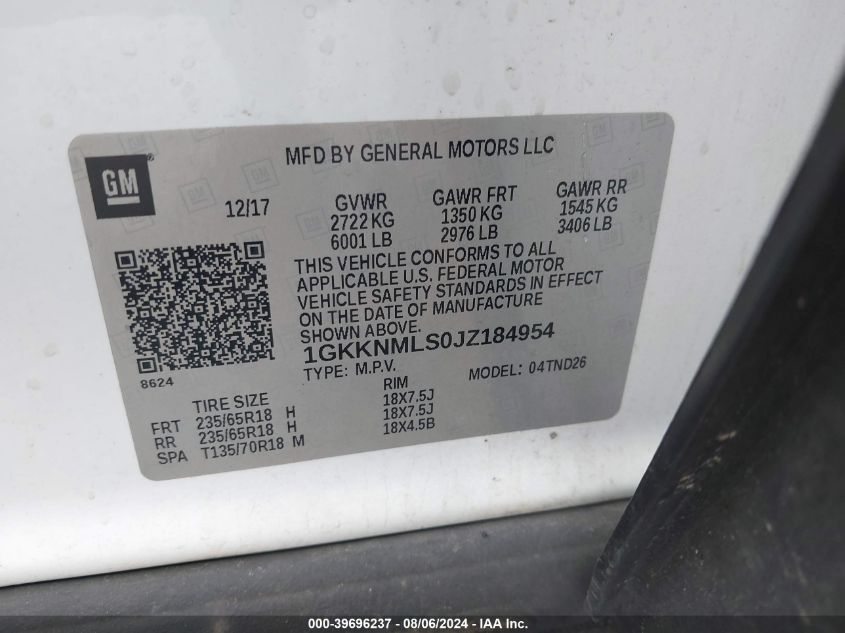 MFD BY GENERAL MOTORS LLC
GM®
12/17
GVWR GAWR FRT GAWR RR
2722 KG 1350 KG 1545 KG
6001 LB 2976 LB 3406 LB
THIS VEHICLE CONFORMS TO ALL
APPLICABLE U.S. FEDERAL MOTOR
VEHICLE SAFETY STANDARDS IN EFFECT
ON THE DATE OF MANUFACTURE
SHOWN ABOVE.
1GKKNMLS0JZ184954
TYPE: M.P.V. MODEL: 04TND26
8624
TIRE SIZE RIM
FRT 235/65R18 H 18X7.5J
RR 235/65R18 H 18X7.5J
SPA T135/70R18 M 18X4.5B
000-39696237 - 08/06/2024 - IAA Inc.